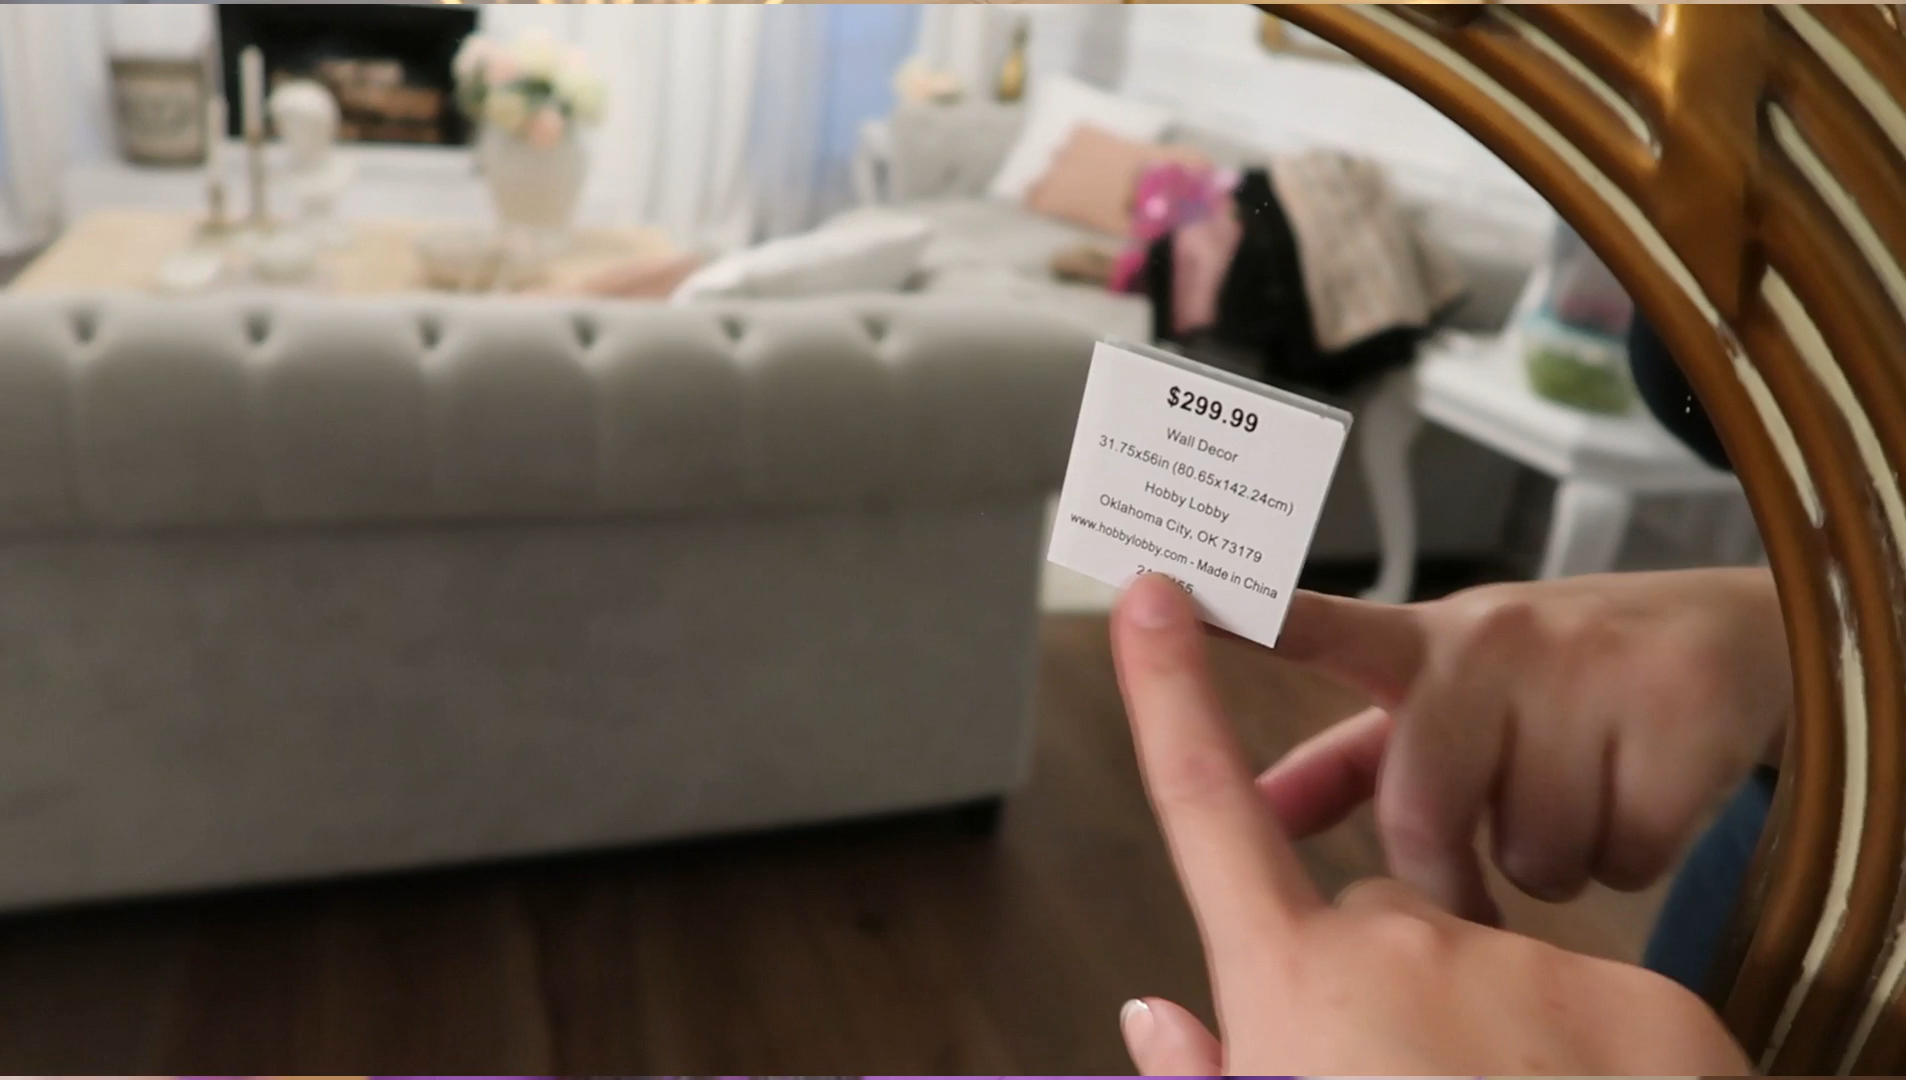 $299.99
Wall Decor
31.75x56in (80.65x142.24cm)
Hobby Lobby
Oklahoma City, OK 73179
www.hobbylobby.com - Made in China